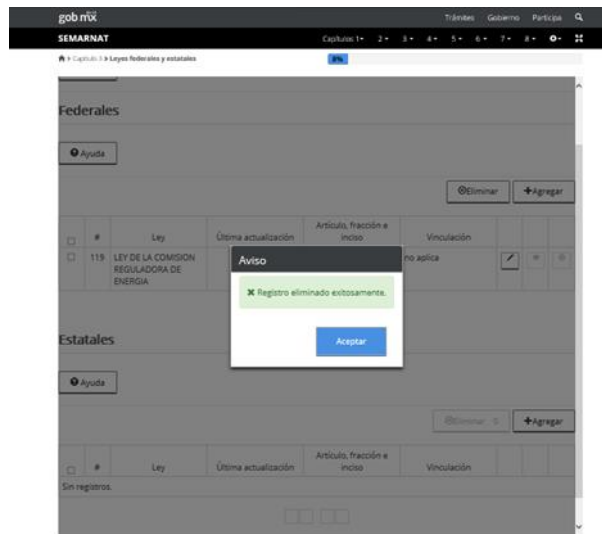 gob mx
Trámites Gobierno Participa
SEMARNAT
Capítulos 1 2 3 4 5 6 7 8
Capítulo 3 Leyes federales y estatales
8%
Federales
Ayuda
Eliminar
Agregar
# Ley Última actualización Artículo, fracción e inciso Vinculación
119 LEY DE LA COMISION REGULADORA DE ENERGIA no aplica
Aviso
Registro eliminado exitosamente.
Aceptar
Estatales
Ayuda
Eliminar
Agregar
# Ley Última actualización Artículo, fracción e inciso Vinculación
Sin registros.